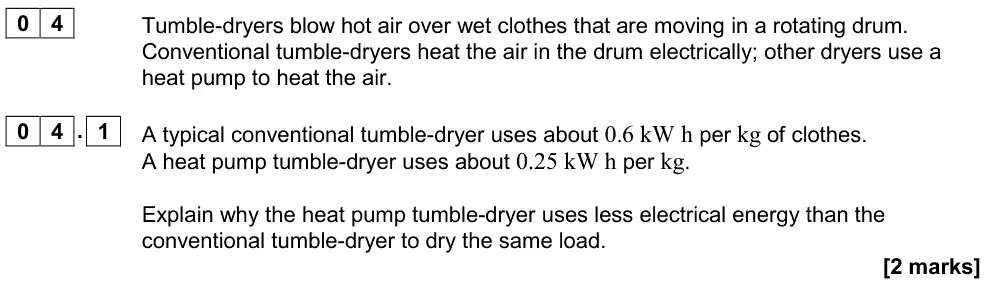 0 4 Tumble-dryers blow hot air over wet clothes that are moving in a rotating drum.
Conventional tumble-dryers heat the air in the drum electrically; other dryers use a
heat pump to heat the air.
0 4 . 1 A typical conventional tumble-dryer uses about 0.6 kW h per kg of clothes.
A heat pump tumble-dryer uses about 0.25 kW h per kg.
Explain why the heat pump tumble-dryer uses less electrical energy than the
conventional tumble-dryer to dry the same load.
[2 marks]